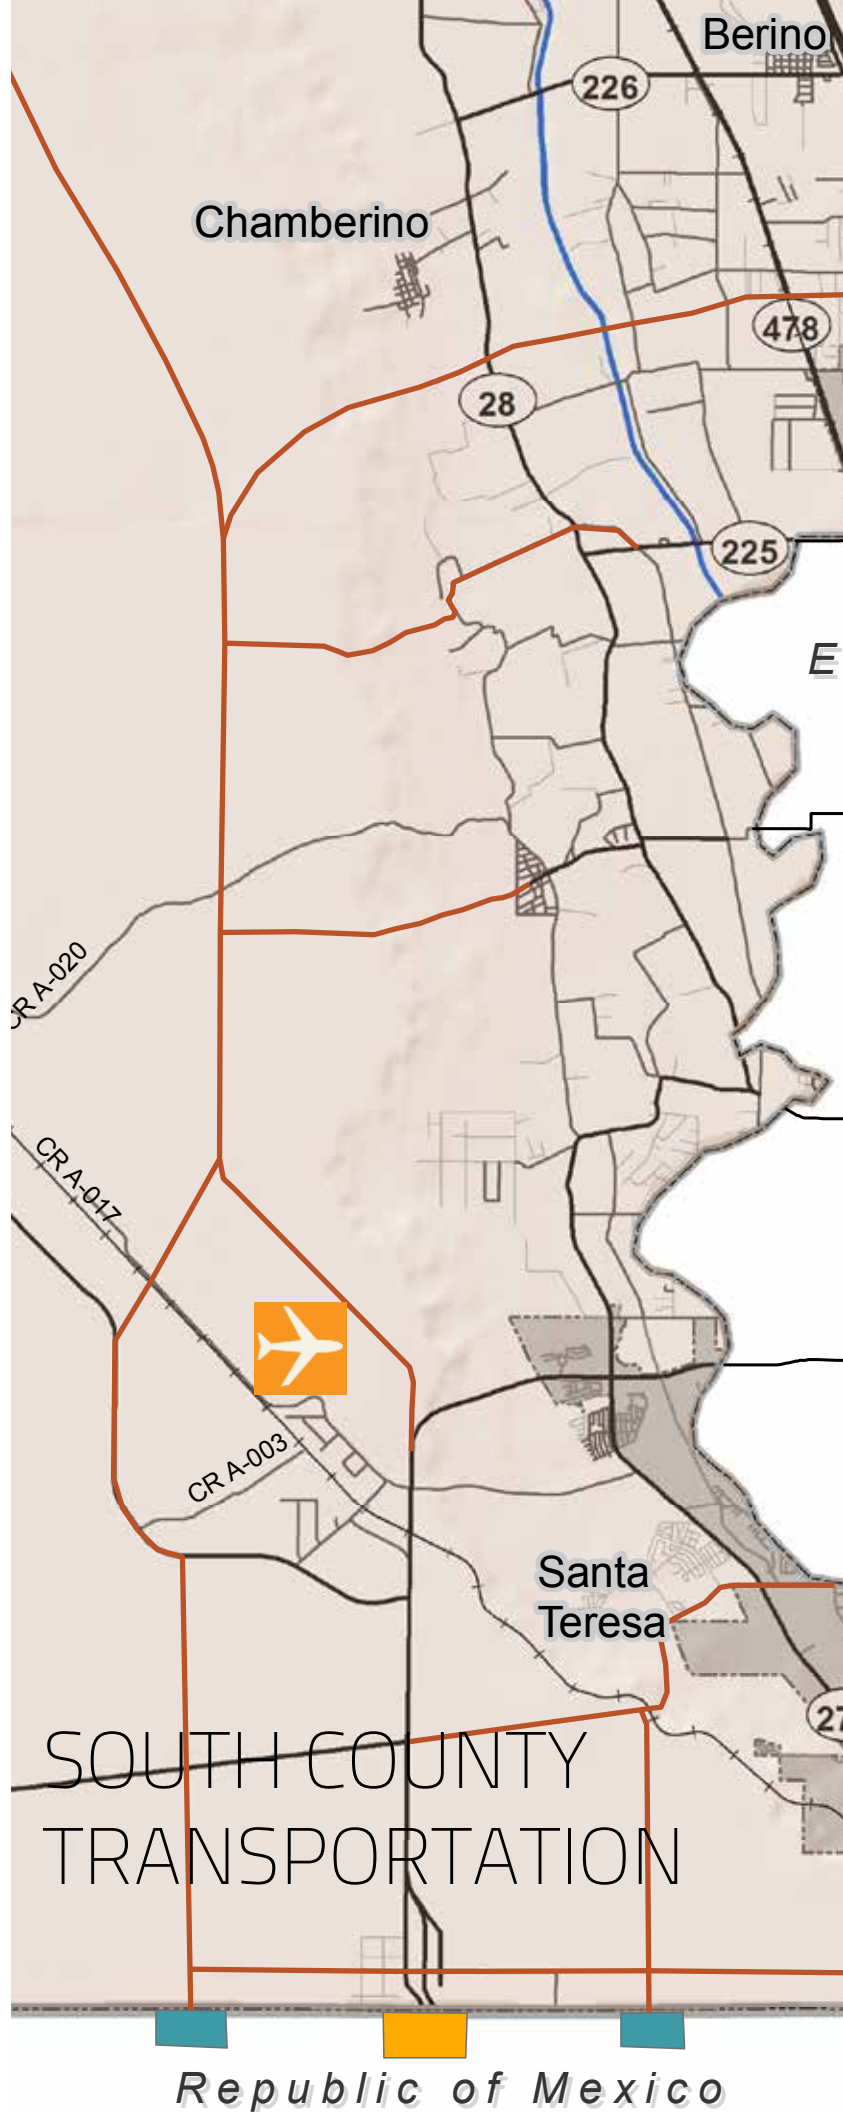 Berino
226
Chamberino
478
28
225
E
CR A-020
CR A-017
CR A-003
Santa
Teresa
27
SOUTH COUNTY
TRANSPORTATION
Republic of Mexico